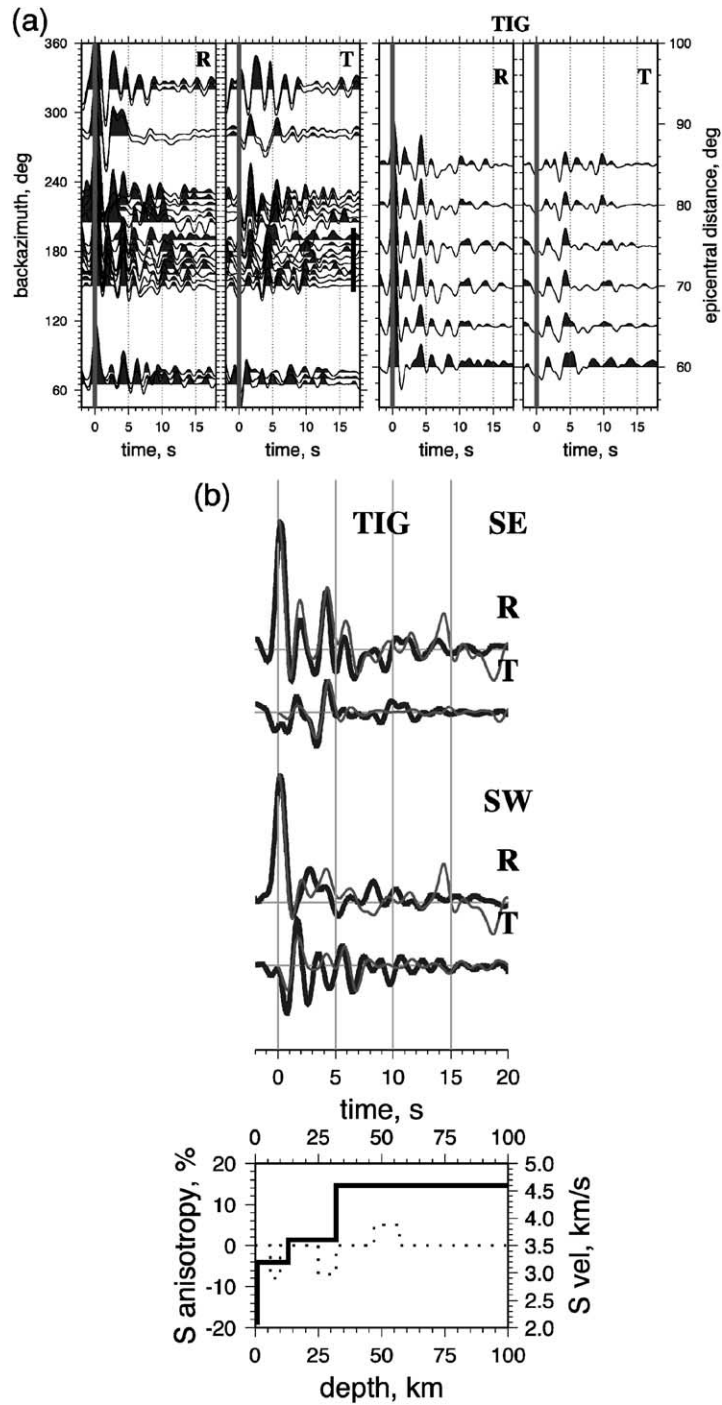 (a)
TIG
R
T
R
T
360
300
240
180
120
60
backazimuth, deg
100
90
80
70
60
epicentral distance, deg
0 5 10 15
0 5 10 15
0 5 10 15
0 5 10 15
time, s
time, s
time, s
time, s
(b)
TIG
SE
R
T
SW
R
T
0 5 10 15 20
time, s
0 25 50 75 100
20
10
0
-10
-20
S anisotropy, %
5.0
4.5
4.0
3.5
3.0
2.5
2.0
S vel, km/s
0 25 50 75 100
depth, km